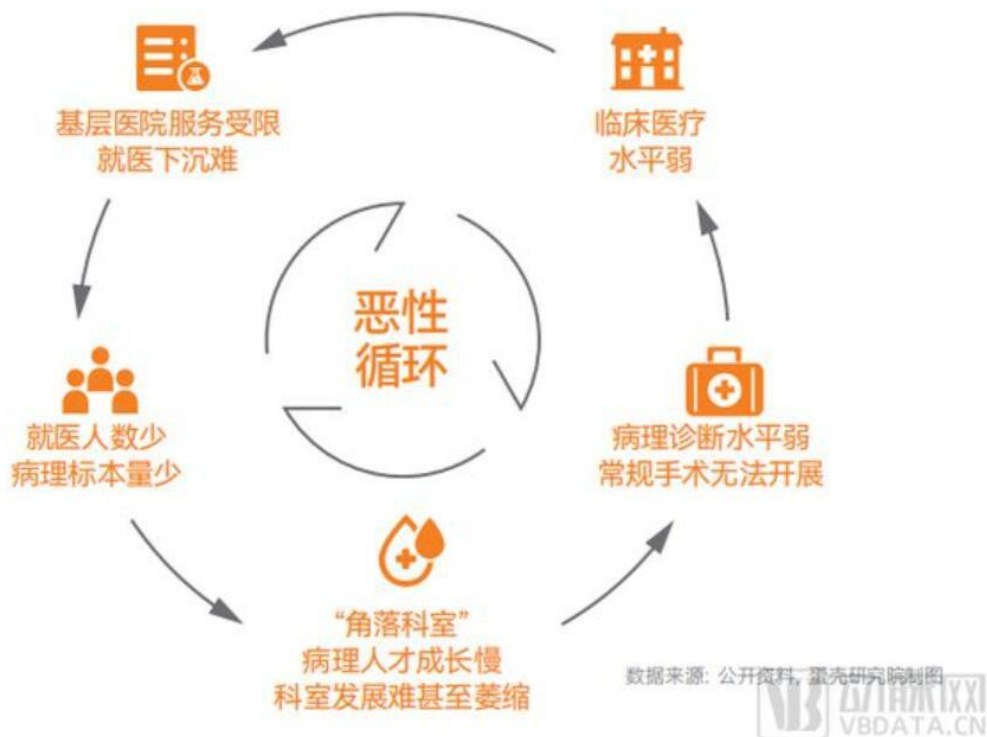 基层医院服务受限
就医下沉难
临床医疗
水平弱
恶性
循环
就医人数少
病理标本量少
病理诊断水平弱
常规手术无法开展
“角落科室”
病理人才成长慢
科室发展难甚至萎缩
数据来源: 公开资料, 蛋壳研究院制图
VB
动脉网
VBDATA.CN